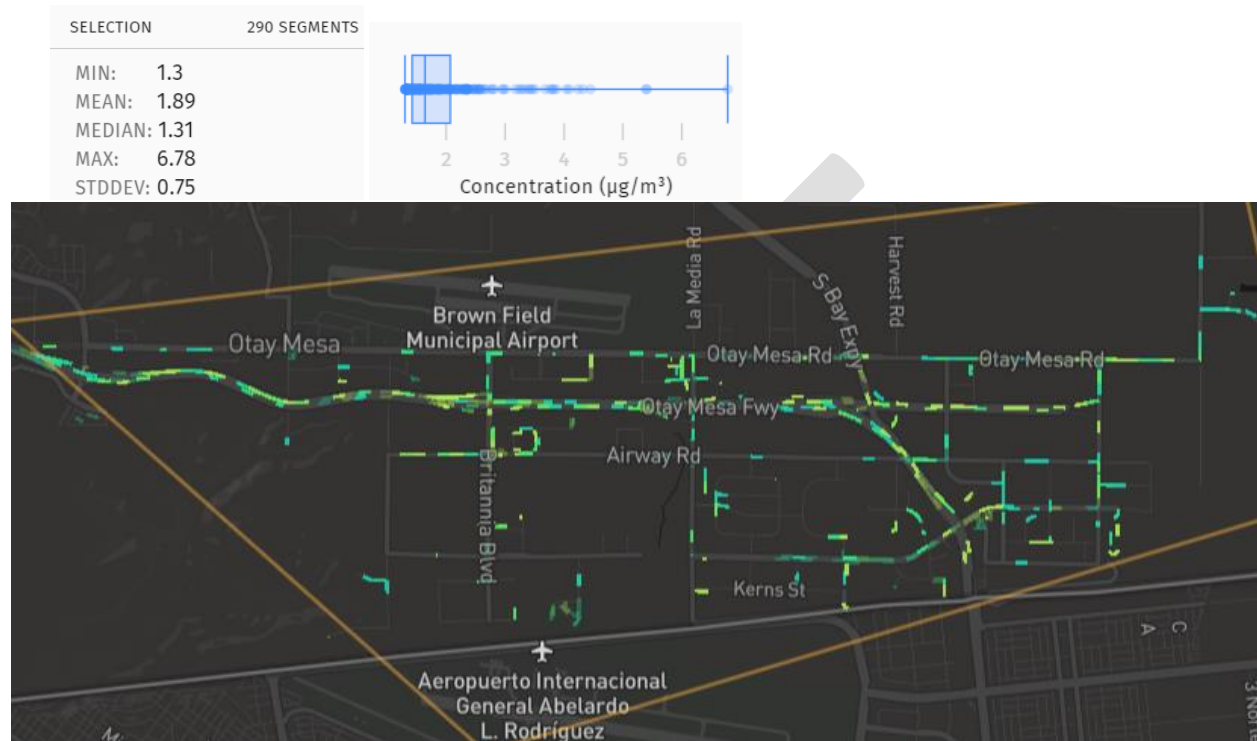 SELECTION 290 SEGMENTS
MIN: 1.3
MEAN: 1.89
MEDIAN: 1.31
MAX: 6.78
STDDEV: 0.75
2 3 4 5 6
Concentration (µg/m³)
La Media Rd
Harvest Rd
S Bay Expy
Brown Field
Municipal Airport
Otay Mesa
Otay Mesa Rd
Otay Mesa Rd
Otay Mesa Fwy
Airway Rd
Britannia Blvd
Kerns St
C
A
Aeropuerto Internacional
General Abelardo
L. Rodríguez